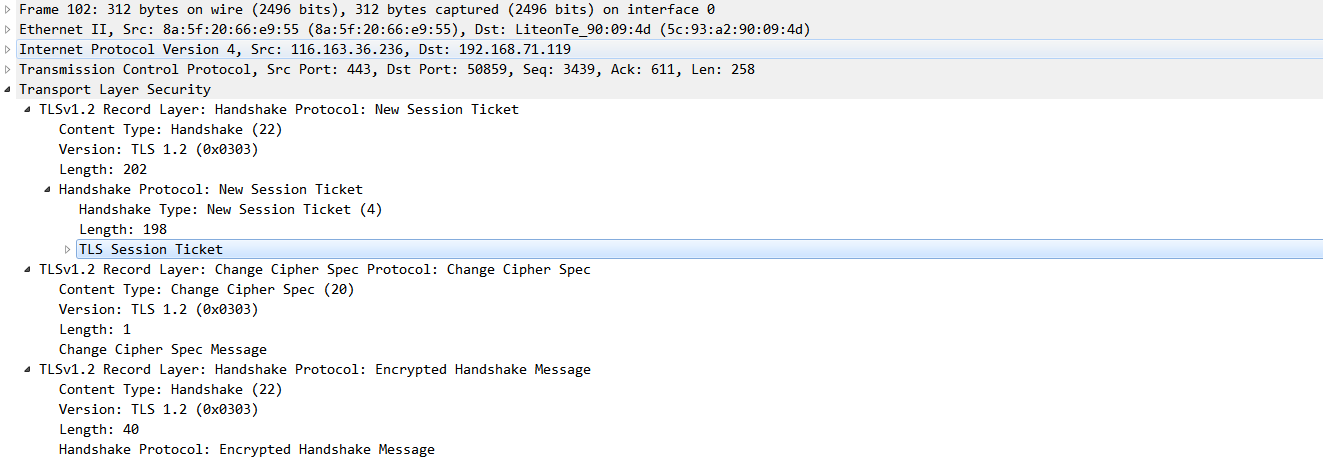 Frame 102: 312 bytes on wire (2496 bits), 312 bytes captured (2496 bits) on interface 0
Ethernet II, Src: 8a:5f:20:66:e9:55 (8a:5f:20:66:e9:55), Dst: LiteonTe_90:09:4d (5c:93:a2:90:09:4d)
Internet Protocol Version 4, Src: 116.163.36.236, Dst: 192.168.71.119
Transmission Control Protocol, Src Port: 443, Dst Port: 50859, Seq: 3439, Ack: 611, Len: 258
Transport Layer Security
TLSv1.2 Record Layer: Handshake Protocol: New Session Ticket
Content Type: Handshake (22)
Version: TLS 1.2 (0x0303)
Length: 202
Handshake Protocol: New Session Ticket
Handshake Type: New Session Ticket (4)
Length: 198
TLS Session Ticket
TLSv1.2 Record Layer: Change Cipher Spec Protocol: Change Cipher Spec
Content Type: Change Cipher Spec (20)
Version: TLS 1.2 (0x0303)
Length: 1
Change Cipher Spec Message
TLSv1.2 Record Layer: Handshake Protocol: Encrypted Handshake Message
Content Type: Handshake (22)
Version: TLS 1.2 (0x0303)
Length: 40
Handshake Protocol: Encrypted Handshake Message